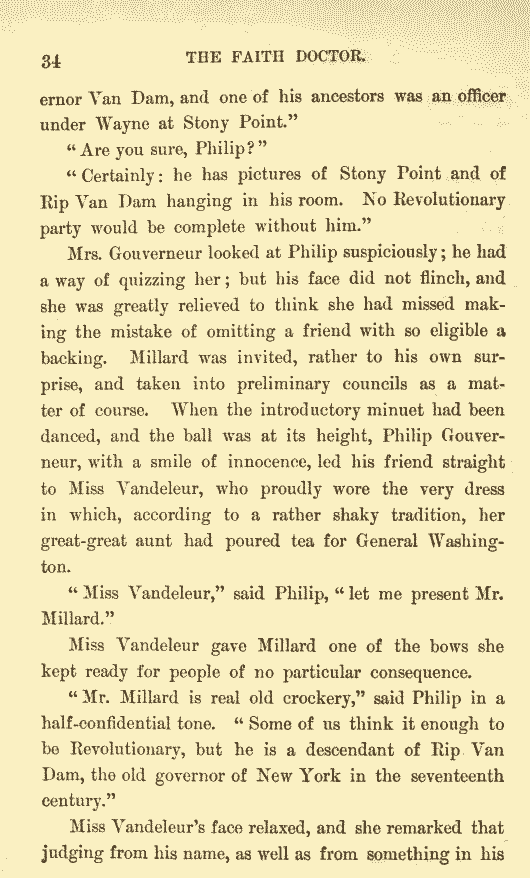 34 THE FAITH DOCTOR.
ernor Van Dam, and one of his ancestors was an officer
under Wayne at Stony Point.”
“Are you sure, Philip?”
“Certainly: he has pictures of Stony Point and of
Rip Van Dam hanging in his room. No Revolutionary
party would be complete without him.”
Mrs. Gouverneur looked at Philip suspiciously; he had
a way of quizzing her; but his face did not flinch, and
she was greatly relieved to think she had missed mak-
ing the mistake of omitting a friend with so eligible a
backing. Millard was invited, rather to his own sur-
prise, and taken into preliminary councils as a mat-
ter of course. When the introductory minuet had been
danced, and the ball was at its height, Philip Gouver-
neur, with a smile of innocence, led his friend straight
to Miss Vandeleur, who proudly wore the very dress
in which, according to a rather shaky tradition, her
great-great aunt had poured tea for General Washing-
ton.
“Miss Vandeleur,” said Philip, “let me present Mr.
Millard.”
Miss Vandeleur gave Millard one of the bows she
kept ready for people of no particular consequence.
“Mr. Millard is real old crockery,” said Philip in a
half-confidential tone. “Some of us think it enough to
be Revolutionary, but he is a descendant of Rip Van
Dam, the old governor of New York in the seventeenth
century.”
Miss Vandeleur’s face relaxed, and she remarked that
judging from his name, as well as from something in his